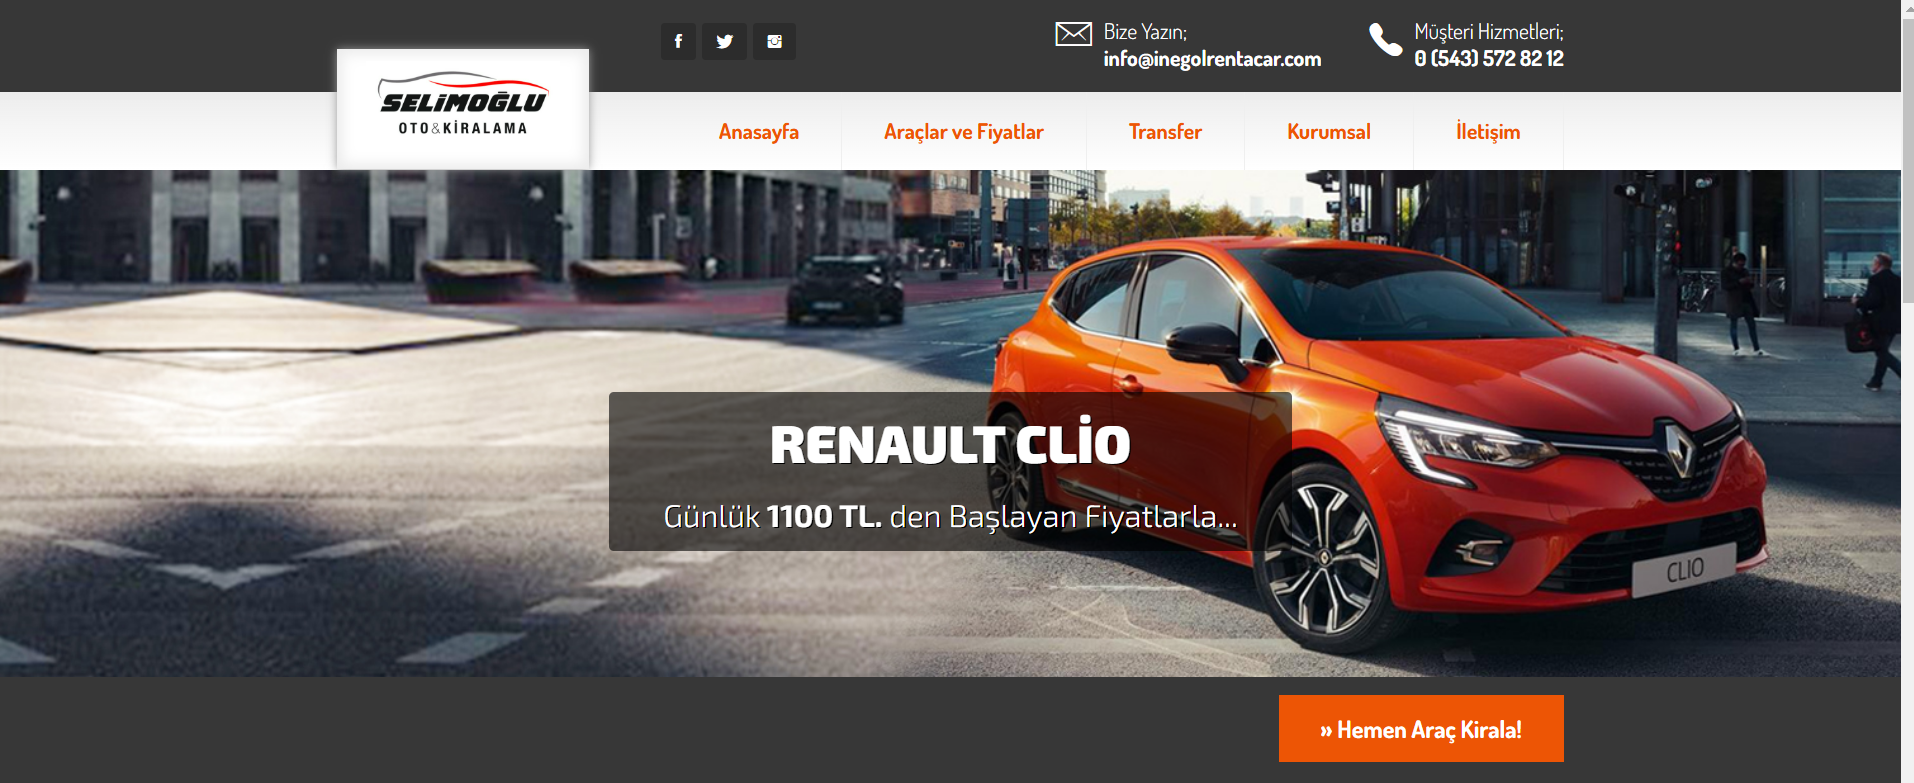 Bize Yazın;
info@inegolrentacar.com
Müşteri Hizmetleri;
0 (543) 572 82 12
SELİMOĞLU
OTO&KİRALAMA
Anasayfa
Araçlar ve Fiyatlar
Transfer
Kurumsal
İletişim
RENAULT CLİO
Günlük 1100 TL. den Başlayan Fiyatlarla...
CLIO
» Hemen Araç Kirala!